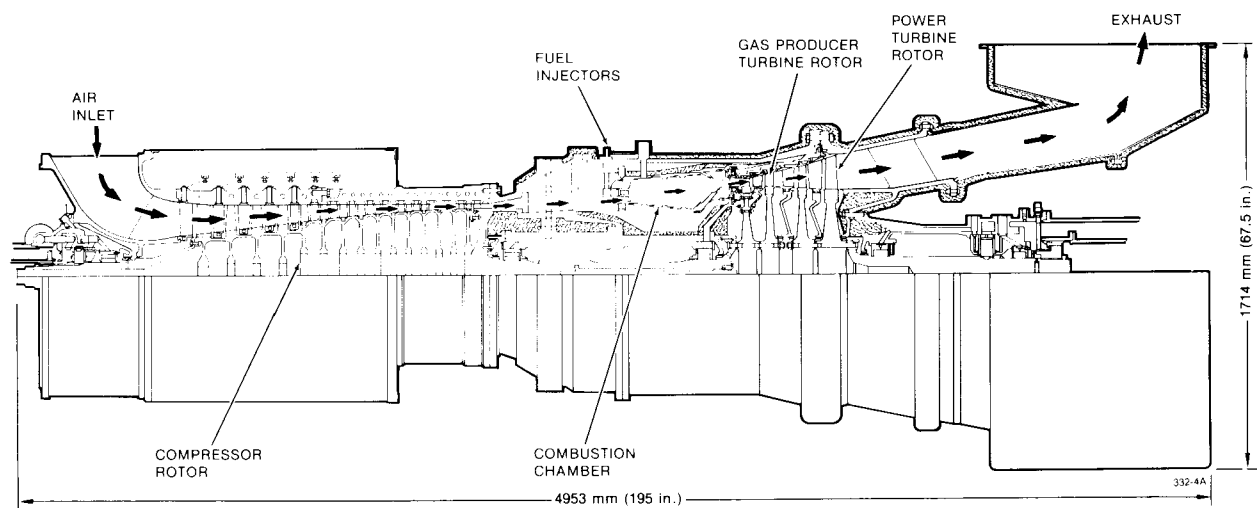 EXHAUST
POWER
TURBINE
ROTOR
GAS PRODUCER
TURBINE ROTOR
FUEL
INJECTORS
AIR
INLET
1714 mm (67.5 in.)
COMPRESSOR
ROTOR
COMBUSTION
CHAMBER
332-4A
4953 mm (195 in.)